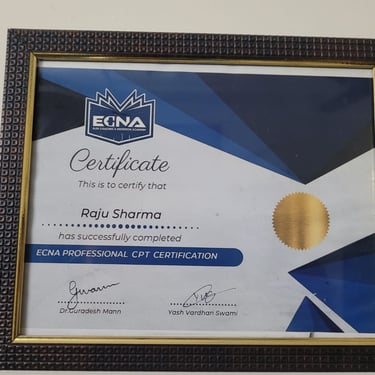 ECNA
Certificate
This is to certify that
Raju Sharma
has successfully completed
ECNA PROFESSIONAL CPT CERTIFICATION
Dr.Guradesh Mann
Yash Vardhan Swami